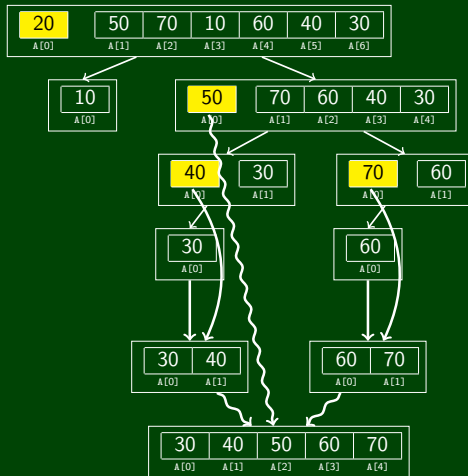 20 50 70 10 60 40 30
A[0] A[1] A[2] A[3] A[4] A[5] A[6]
10 50 70 60 40 30
A[0] A[0] A[1] A[2] A[3] A[4]
40 30 70 60
A[0] A[1] A[0] A[1]
30 60
A[0] A[0]
30 40 60 70
A[0] A[1] A[0] A[1]
30 40 50 60 70
A[0] A[1] A[2] A[3] A[4]